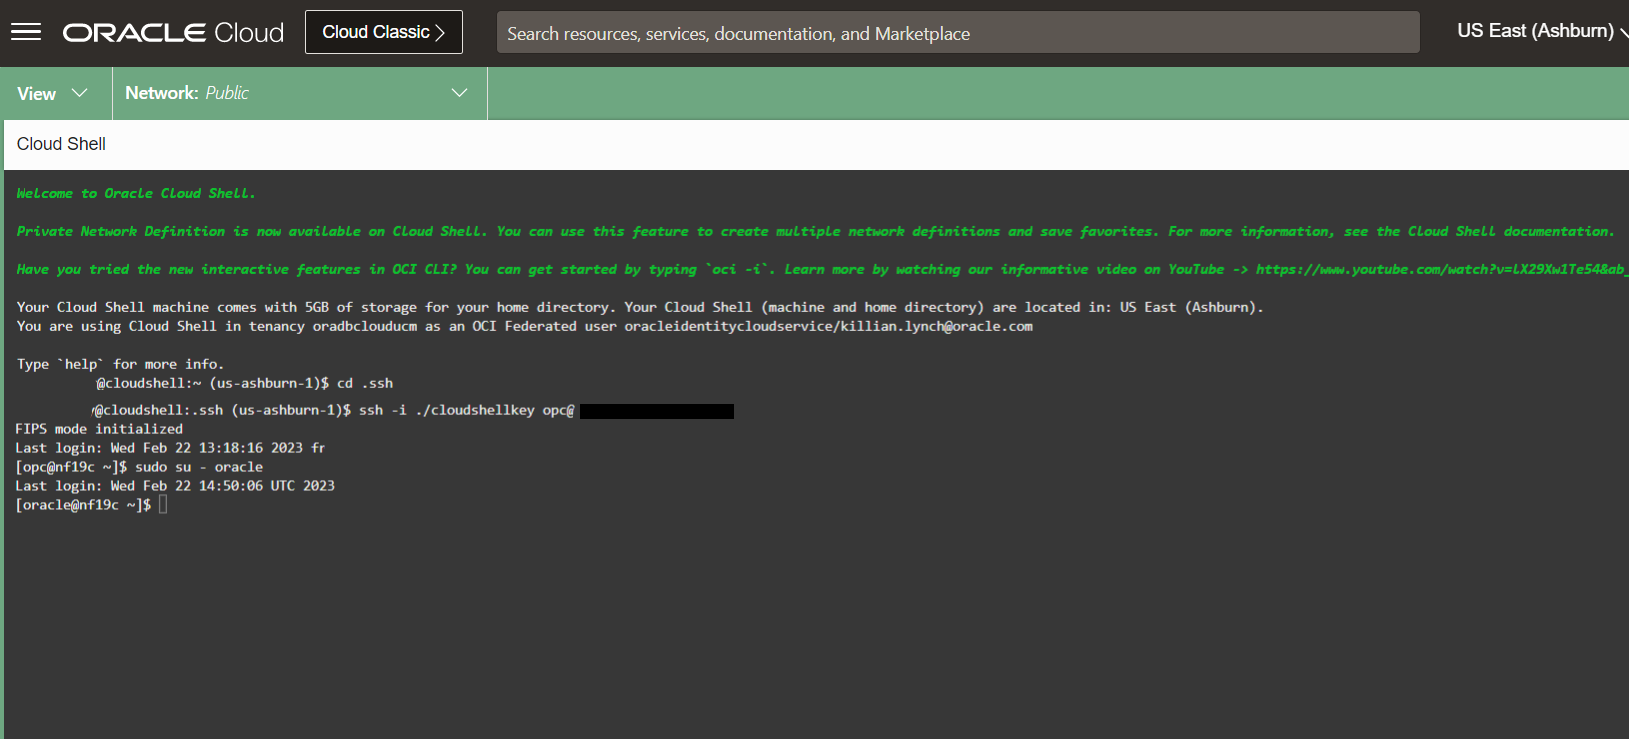 ORACLE Cloud
Cloud Classic
Search resources, services, documentation, and Marketplace
US East (Ashburn)
View
Network: Public
Cloud Shell
Welcome to Oracle Cloud Shell.
Private Network Definition is now available on Cloud Shell. You can use this feature to create multiple network definitions and save favorites. For more information, see the Cloud Shell documentation.
Have you tried the new interactive features in OCI CLI? You can get started by typing `oci -i`. Learn more by watching our informative video on YouTube -> https://www.youtube.com/watch?v=lX29Xw1Te54&ab_
Your Cloud Shell machine comes with 5GB of storage for your home directory. Your Cloud Shell (machine and home directory) are located in: US East (Ashburn).
You are using Cloud Shell in tenancy oradbclouducm as an OCI Federated user oracleidentitycloudservice/killian.lynch@oracle.com
Type `help` for more info.
@cloudshell:~ (us-ashburn-1)$ cd .ssh
@cloudshell:.ssh (us-ashburn-1)$ ssh -i ./cloudshellkey opc@
FIPS mode initialized
Last login: Wed Feb 22 13:18:16 2023 fr
[opc@nf19c ~]$ sudo su - oracle
Last login: Wed Feb 22 14:50:06 UTC 2023
[oracle@nf19c ~]$